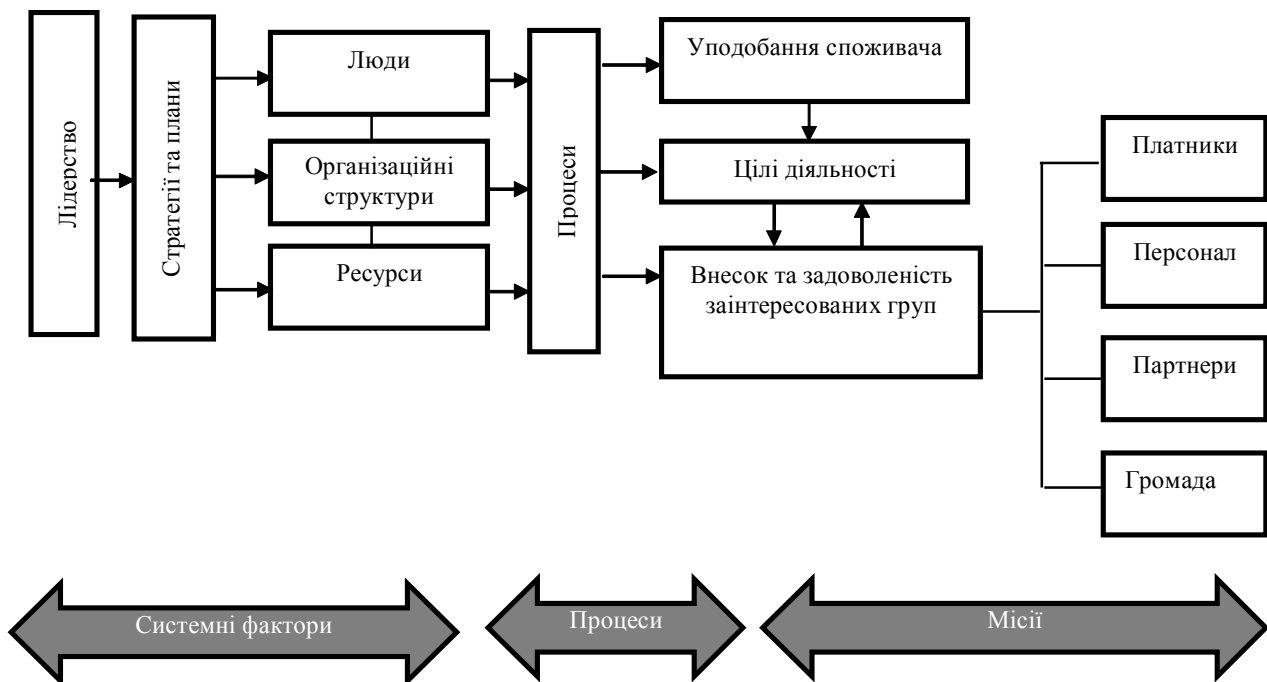 Лідерство
Стратегії та плани
Люди
Організаційні
структури
Ресурси
Процеси
Уподобання споживача
Цілі діяльності
Внесок та задоволеність
заінтересованих груп
Платники
Персонал
Партнери
Громада
Системні фактори
Процеси
Місії